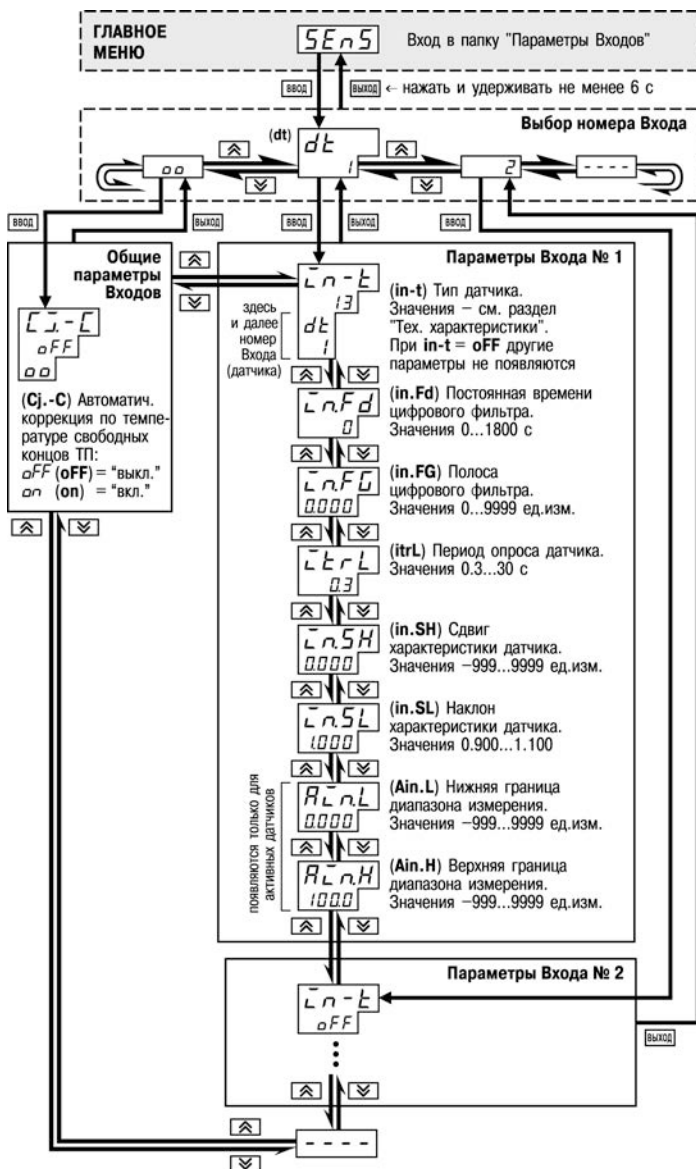 ГЛАВНОЕ
МЕНЮ
SEnS
Вход в папку "Параметры Входов"
ВВОД
ВЫХОД ← нажать и удерживать не менее 6 с
Выбор номера Входа
(dt)
dt
1
oo
2
- - - -
ВВОД
ВЫХОД
ВВОД
ВЫХОД
ВВОД
Общие
параметры
Входов
Cj.-C
oFF
oo
(Cj.-C) Автоматич.
коррекция по темпе-
ратуре свободных
концов ТП:
oFF (oFF) = "выкл."
on (on) = "вкл."
Параметры Входа № 1
in-t
13
dt
1
здесь
и далее
номер
Входа
(датчика)
(in-t) Тип датчика.
Значения – см. раздел
"Тех. характеристики".
При in-t = oFF другие
параметры не появляются
in.Fd
0
(in.Fd) Постоянная времени
цифрового фильтра.
Значения 0...1800 с
in.FG
0.000
(in.FG) Полоса
цифрового фильтра.
Значения 0...9999 ед.изм.
itrL
0.3
(itrL) Период опроса датчика.
Значения 0.3...30 с
in.SH
0.000
(in.SH) Сдвиг
характеристики датчика.
Значения –999...9999 ед.изм.
in.SL
1.000
(in.SL) Наклон
характеристики датчика.
Значения 0.900...1.100
появляются только для
активных датчиков
Ain.L
0.000
(Ain.L) Нижняя граница
диапазона измерения.
Значения –999...9999 ед.изм.
Ain.H
100.0
(Ain.H) Верхняя граница
диапазона измерения.
Значения –999...9999 ед.изм.
Параметры Входа № 2
in-t
oFF
ВЫХОД
- - - -